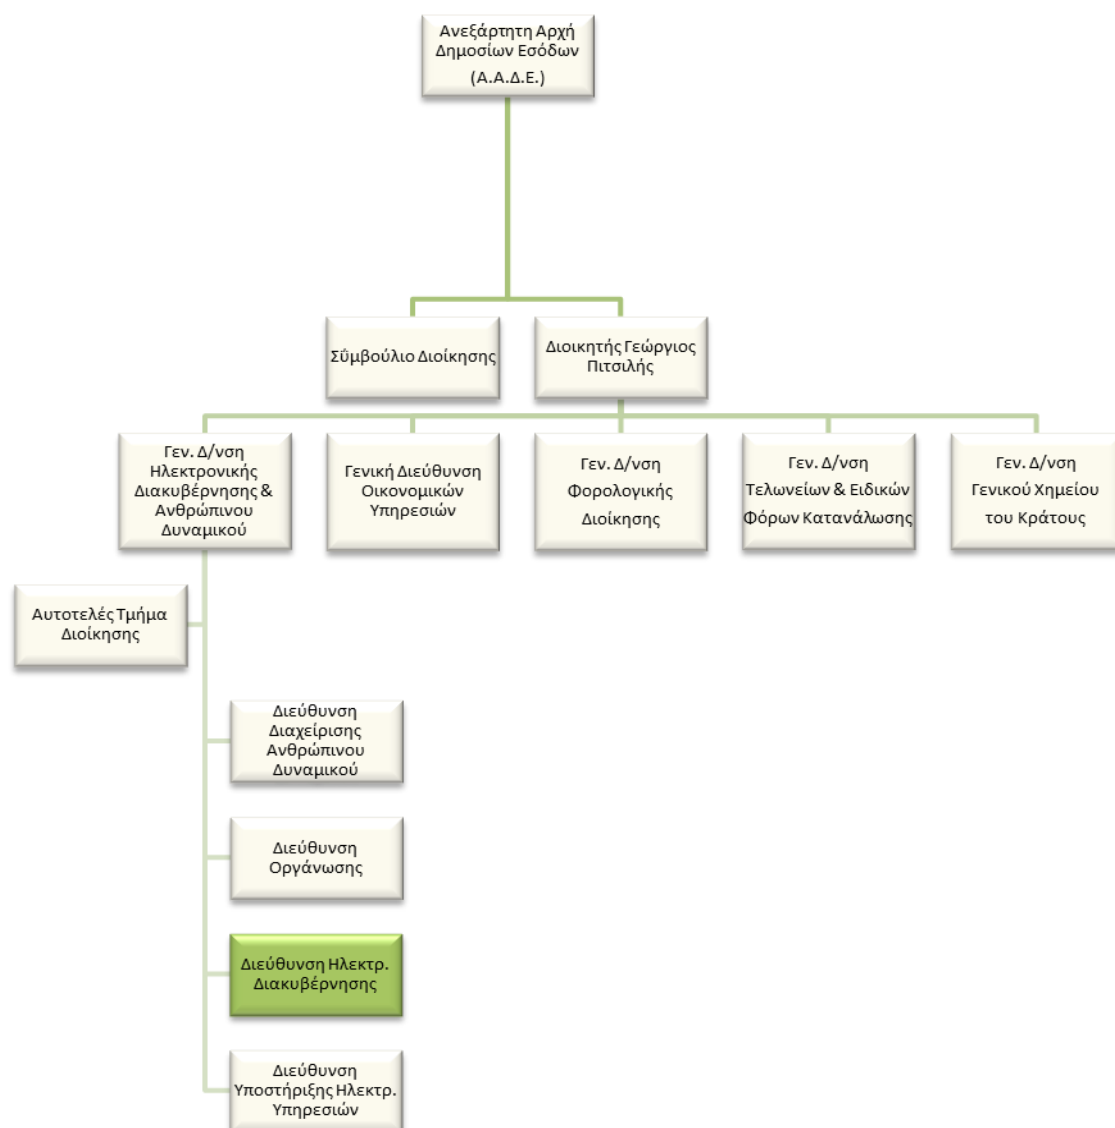 Ανεξάρτητη Αρχή
Δημοσίων Εσόδων
(Α.Α.Δ.Ε.)
Σΰμβούλιο Διοίκησης
Διοικητής Γεώργιος
Πιτσιλής
Γεν. Δ/νση
Ηλεκτρονικής
Διακυβέρνησης &
Ανθρώπινου
Δυναμικού
Γενική Διεύθυνση
Οικονομικών
Υπηρεσιών
Γεν. Δ/νση
Φορολογικής
Διοίκησης
Γεν. Δ/νση
Τελωνείων & Ειδικών
Φόρων Κατανάλωσης
Γεν. Δ/νση
Γενικού Χημείου
του Κράτους
Αυτοτελές Τμήμα
Διοίκησης
Διεύθυνση
Διαχείρισης
Ανθρώπινου
Δυναμικού
Διεύθυνση
Οργάνωσης
Διεύθυνση Ηλεκτρ.
Διακυβέρνησης
Διεύθυνση
Υποστήριξης Ηλεκτρ.
Υπηρεσιών